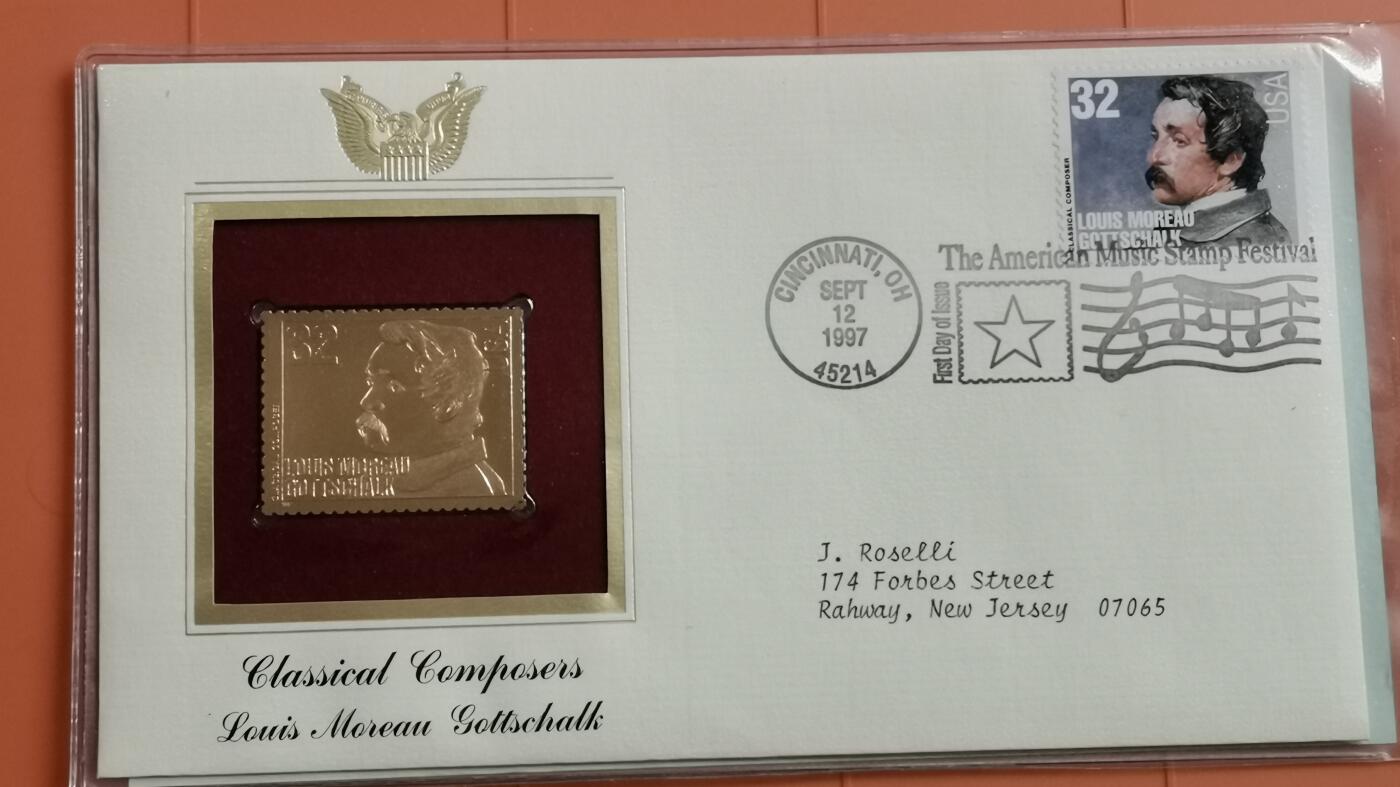 32
USA
CLASSICAL COMPOSER
LOUIS MOREAU
GOTTSCHALK
The American Music Stamp Festival
CINCINNATI, OH
SEPT
12
1997
45214
First Day of Issue
32
CLASSICAL COMPOSER
LOUIS MOREAU
GOTTSCHALK
J. Roselli
174 Forbes Street
Rahway, New Jersey 07065
Classical Composers
Louis Moreau Gottschalk